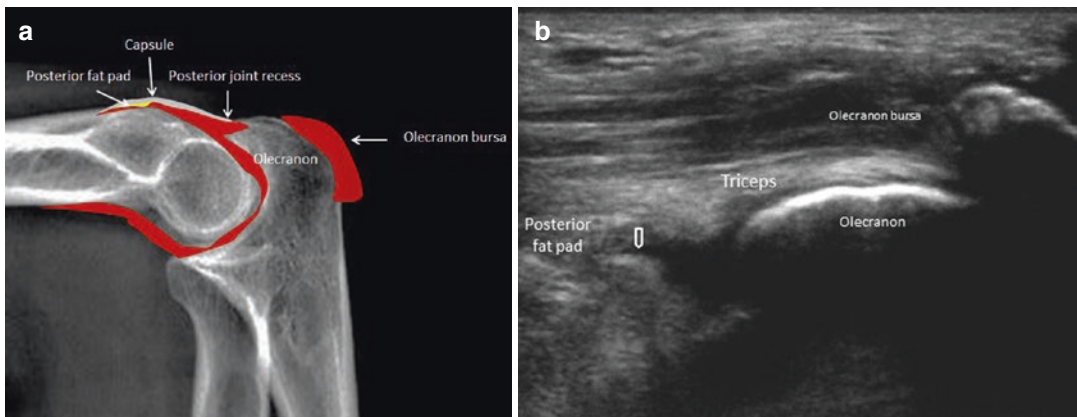 a
Capsule
Posterior fat pad
Posterior joint recess
Olecranon bursa
Olecranon
b
Olecranon bursa
Triceps
Olecranon
Posterior
fat pad